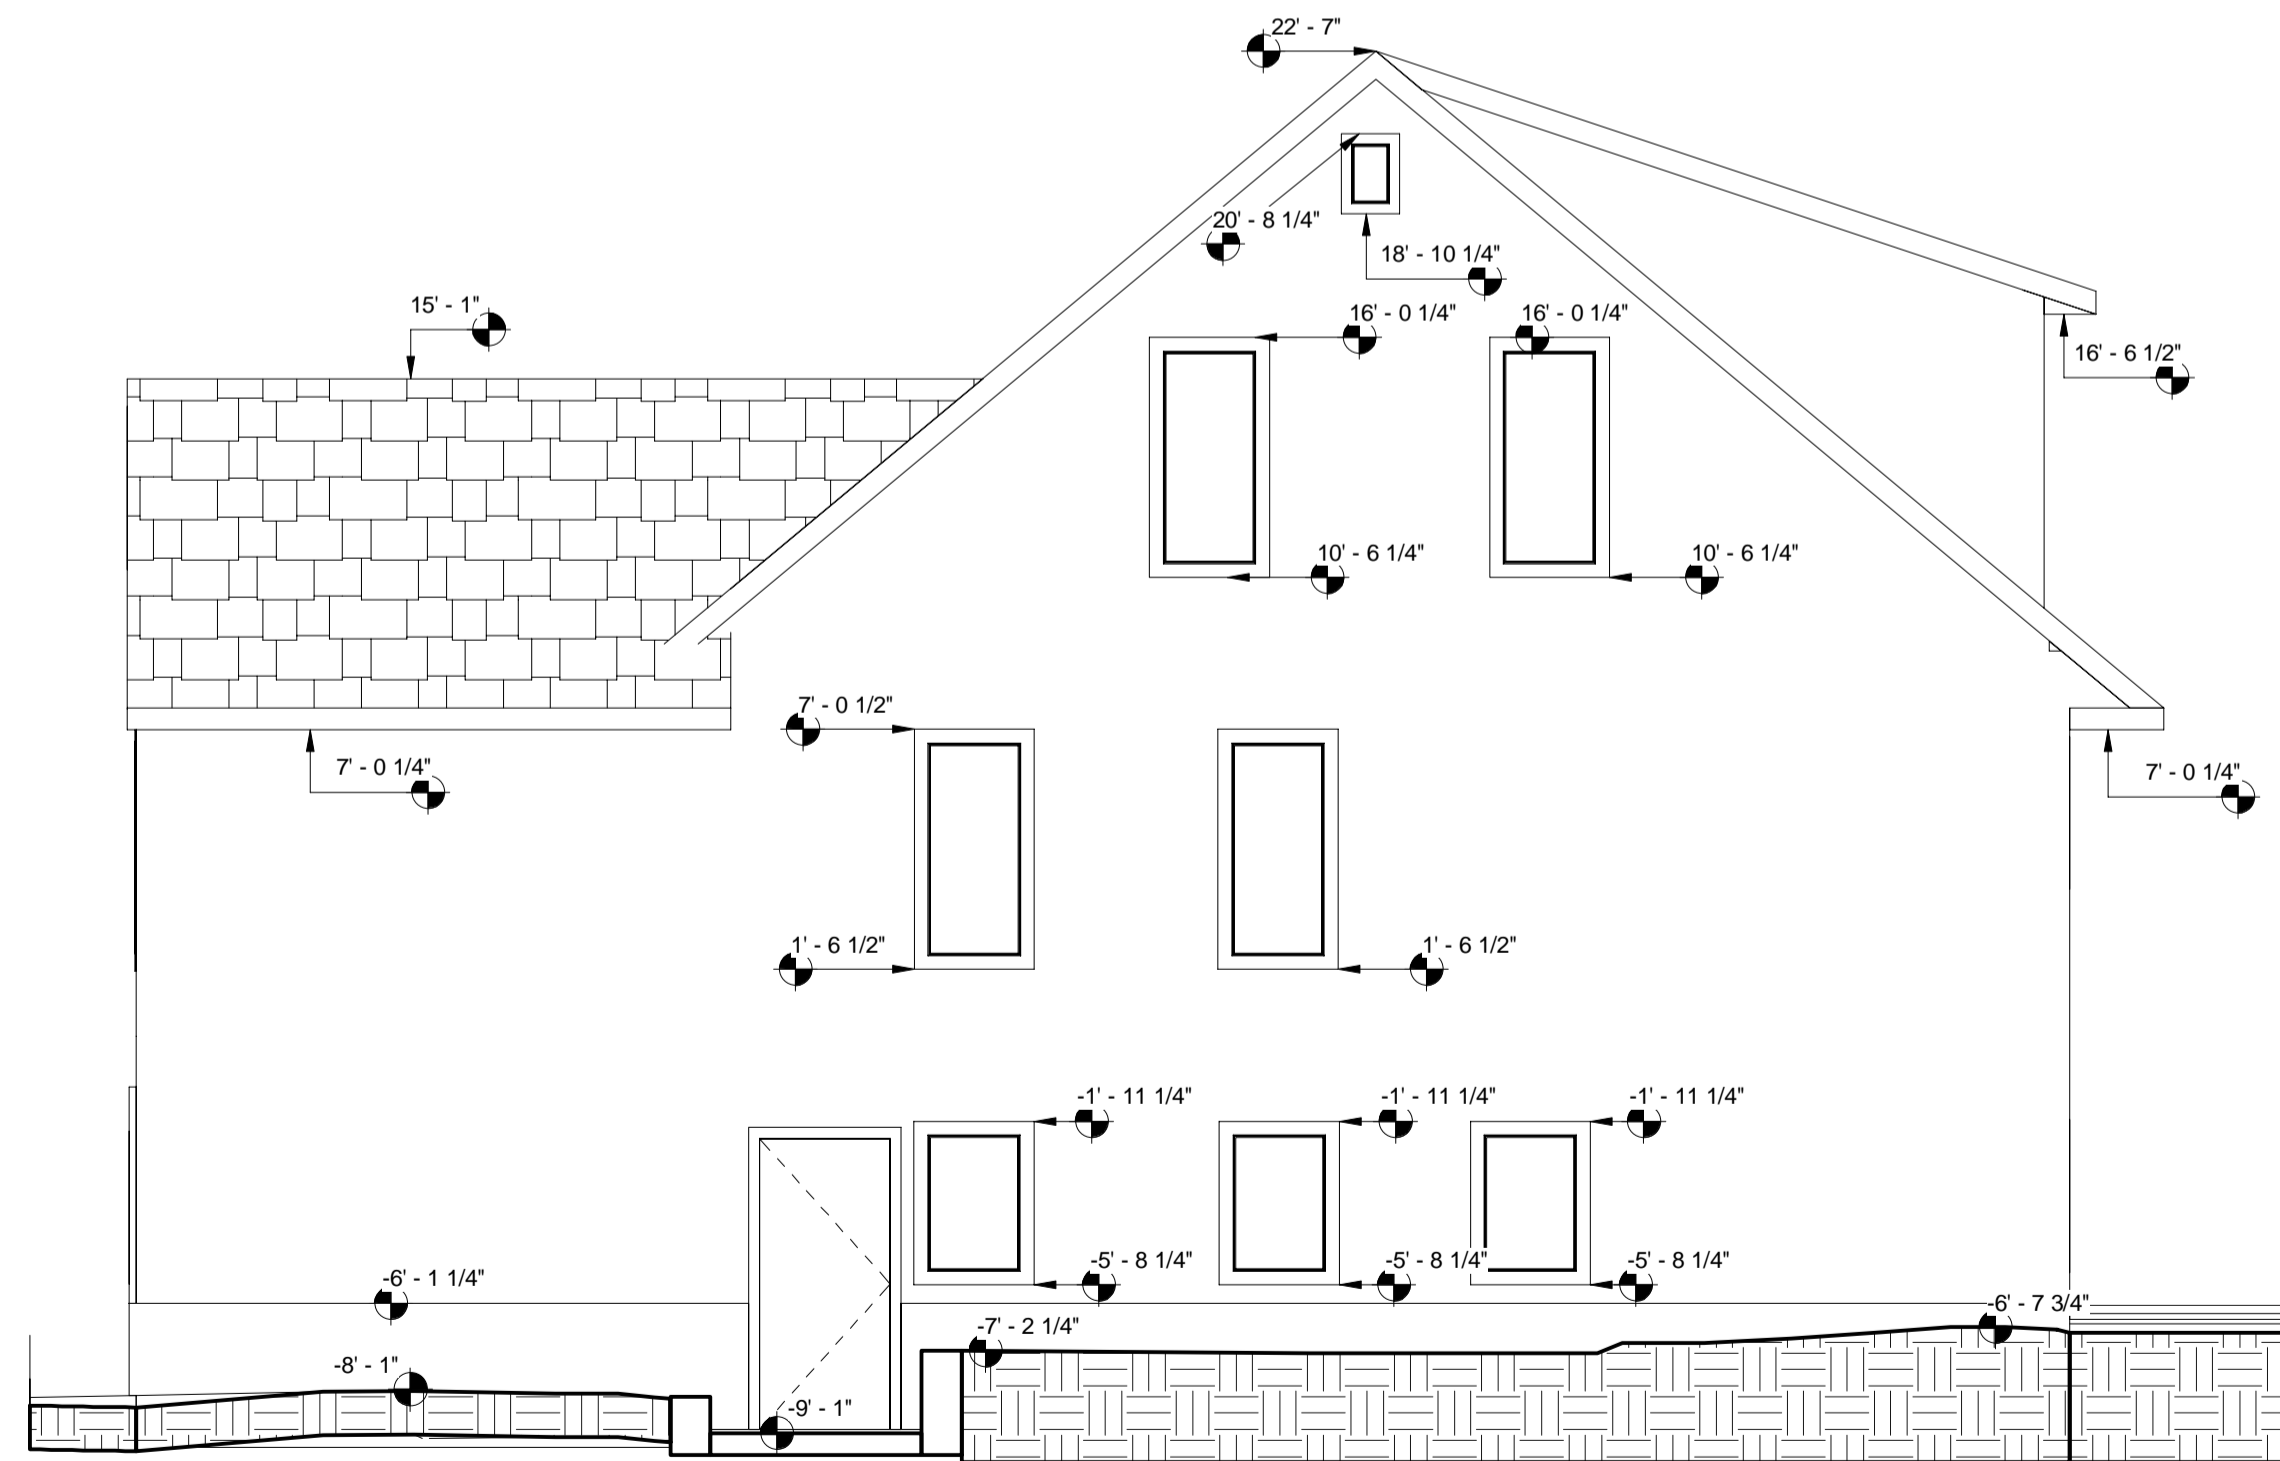 22' - 7"
20' - 8 1/4"
18' - 10 1/4"
15' - 1"
16' - 0 1/4"
16' - 0 1/4"
16' - 6 1/2"
10' - 6 1/4"
10' - 6 1/4"
7' - 0 1/2"
7' - 0 1/4"
7' - 0 1/4"
1' - 6 1/2"
1' - 6 1/2"
-1' - 11 1/4"
-1' - 11 1/4"
-1' - 11 1/4"
-5' - 8 1/4"
-5' - 8 1/4"
-5' - 8 1/4"
-6' - 1 1/4"
-6' - 7 3/4"
-7' - 2 1/4"
-8' - 1"
-9' - 1"